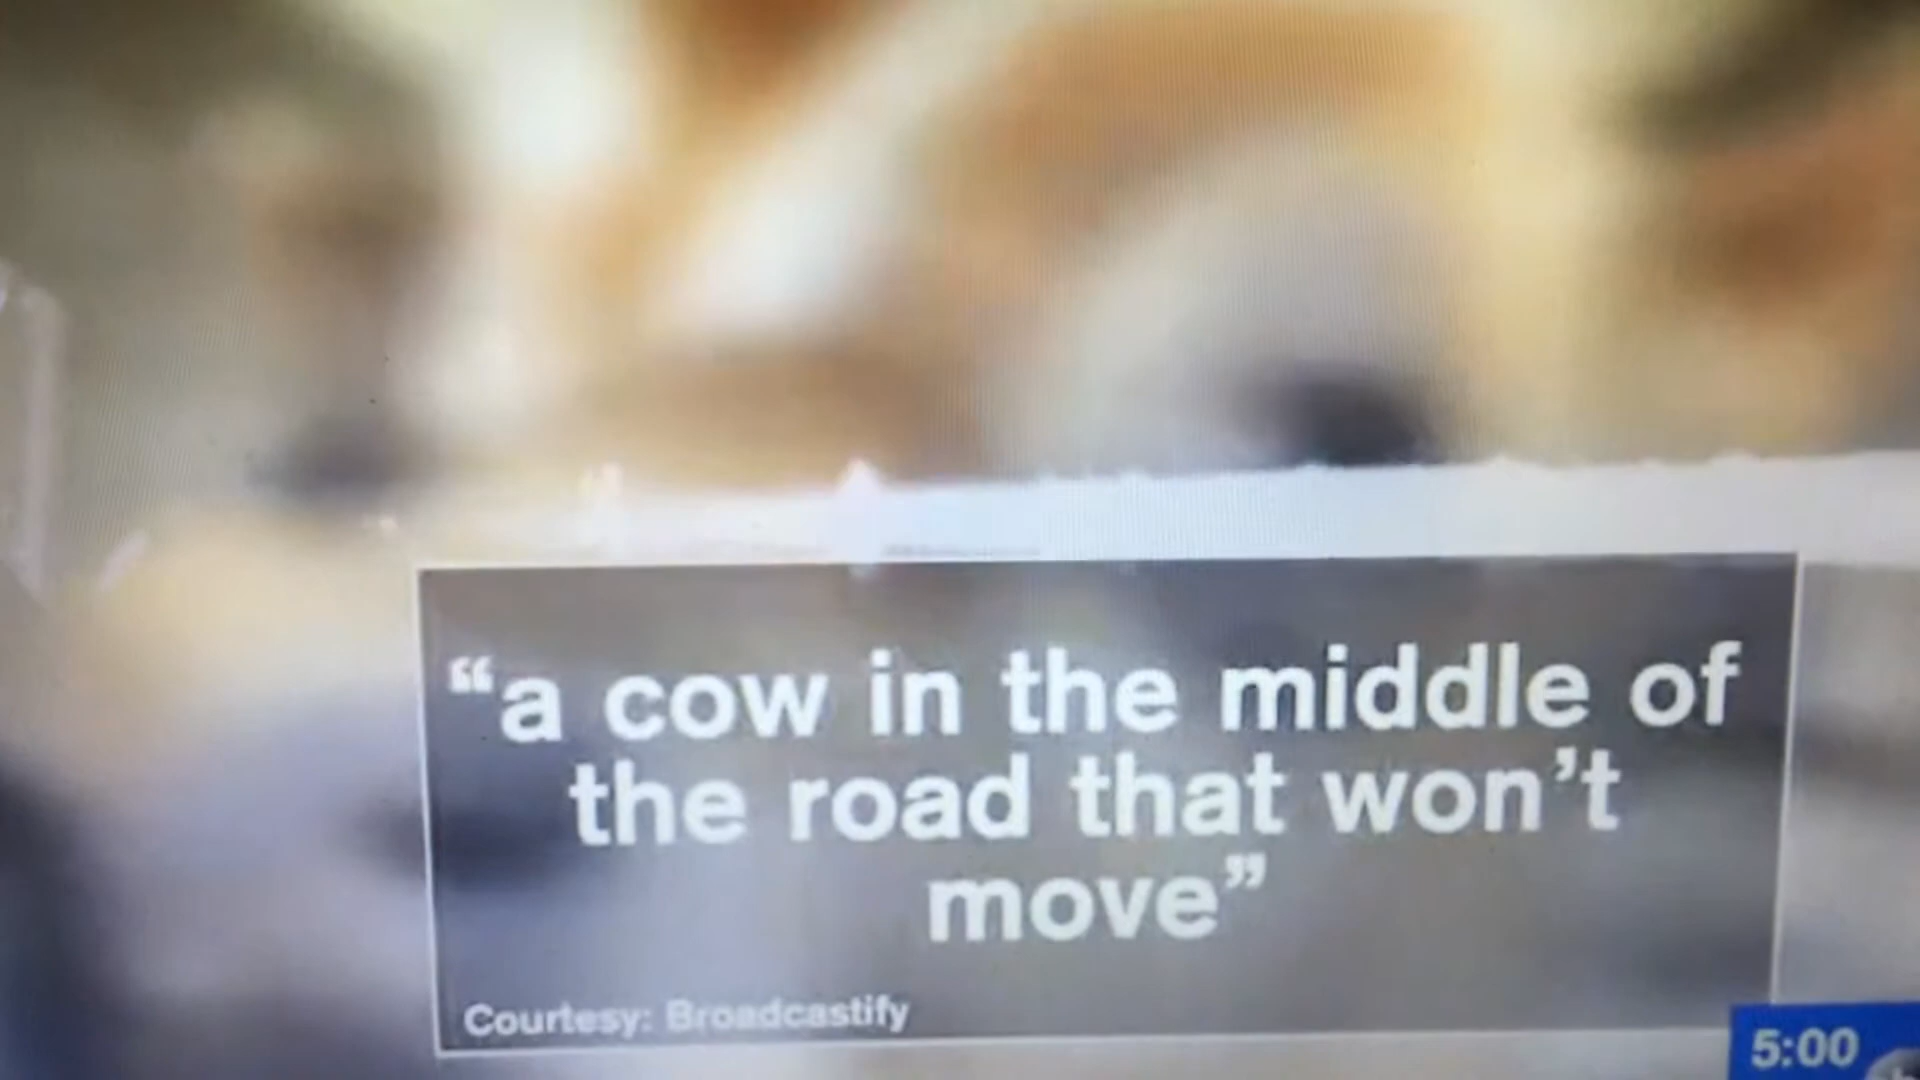 “a cow in the middle of
the road that won’t
move”
Courtesy: Broadcastify
5:00